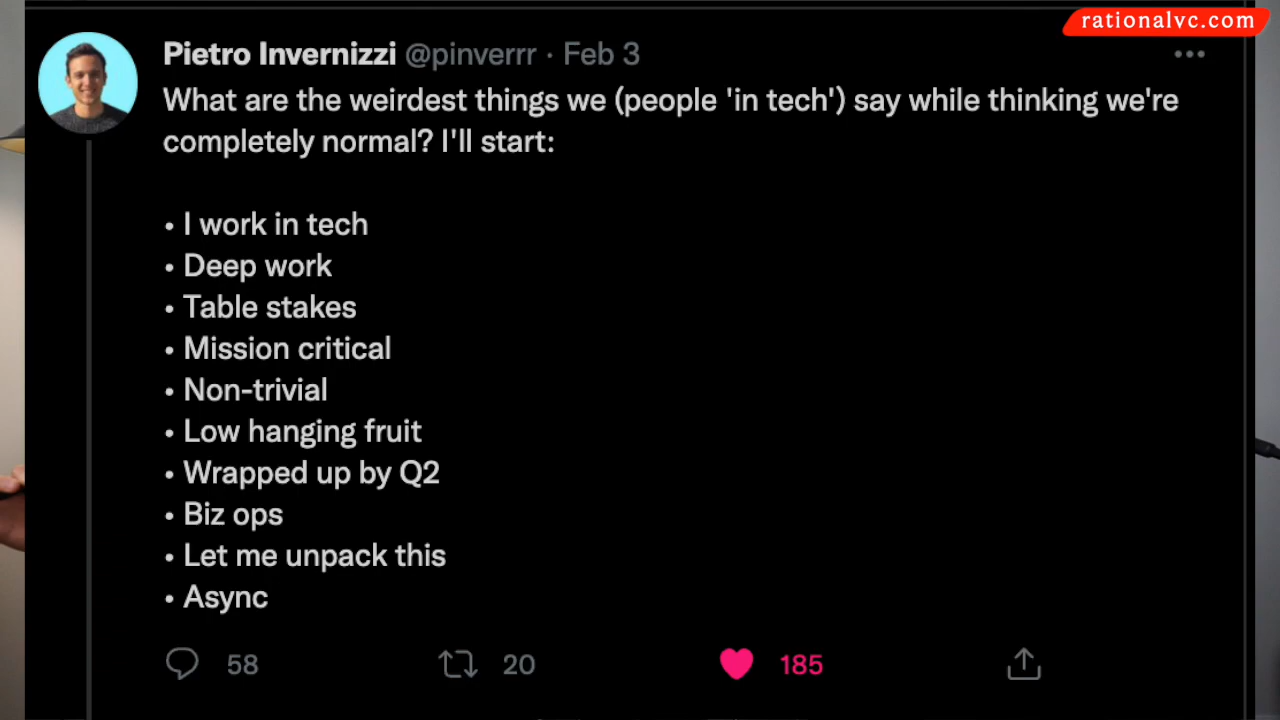 rationalvc.com
Pietro Invernizzi @pinverrr · Feb 3
What are the weirdest things we (people 'in tech') say while thinking we're
completely normal? I'll start:
• I work in tech
• Deep work
• Table stakes
• Mission critical
• Non-trivial
• Low hanging fruit
• Wrapped up by Q2
• Biz ops
• Let me unpack this
• Async
58 20 185